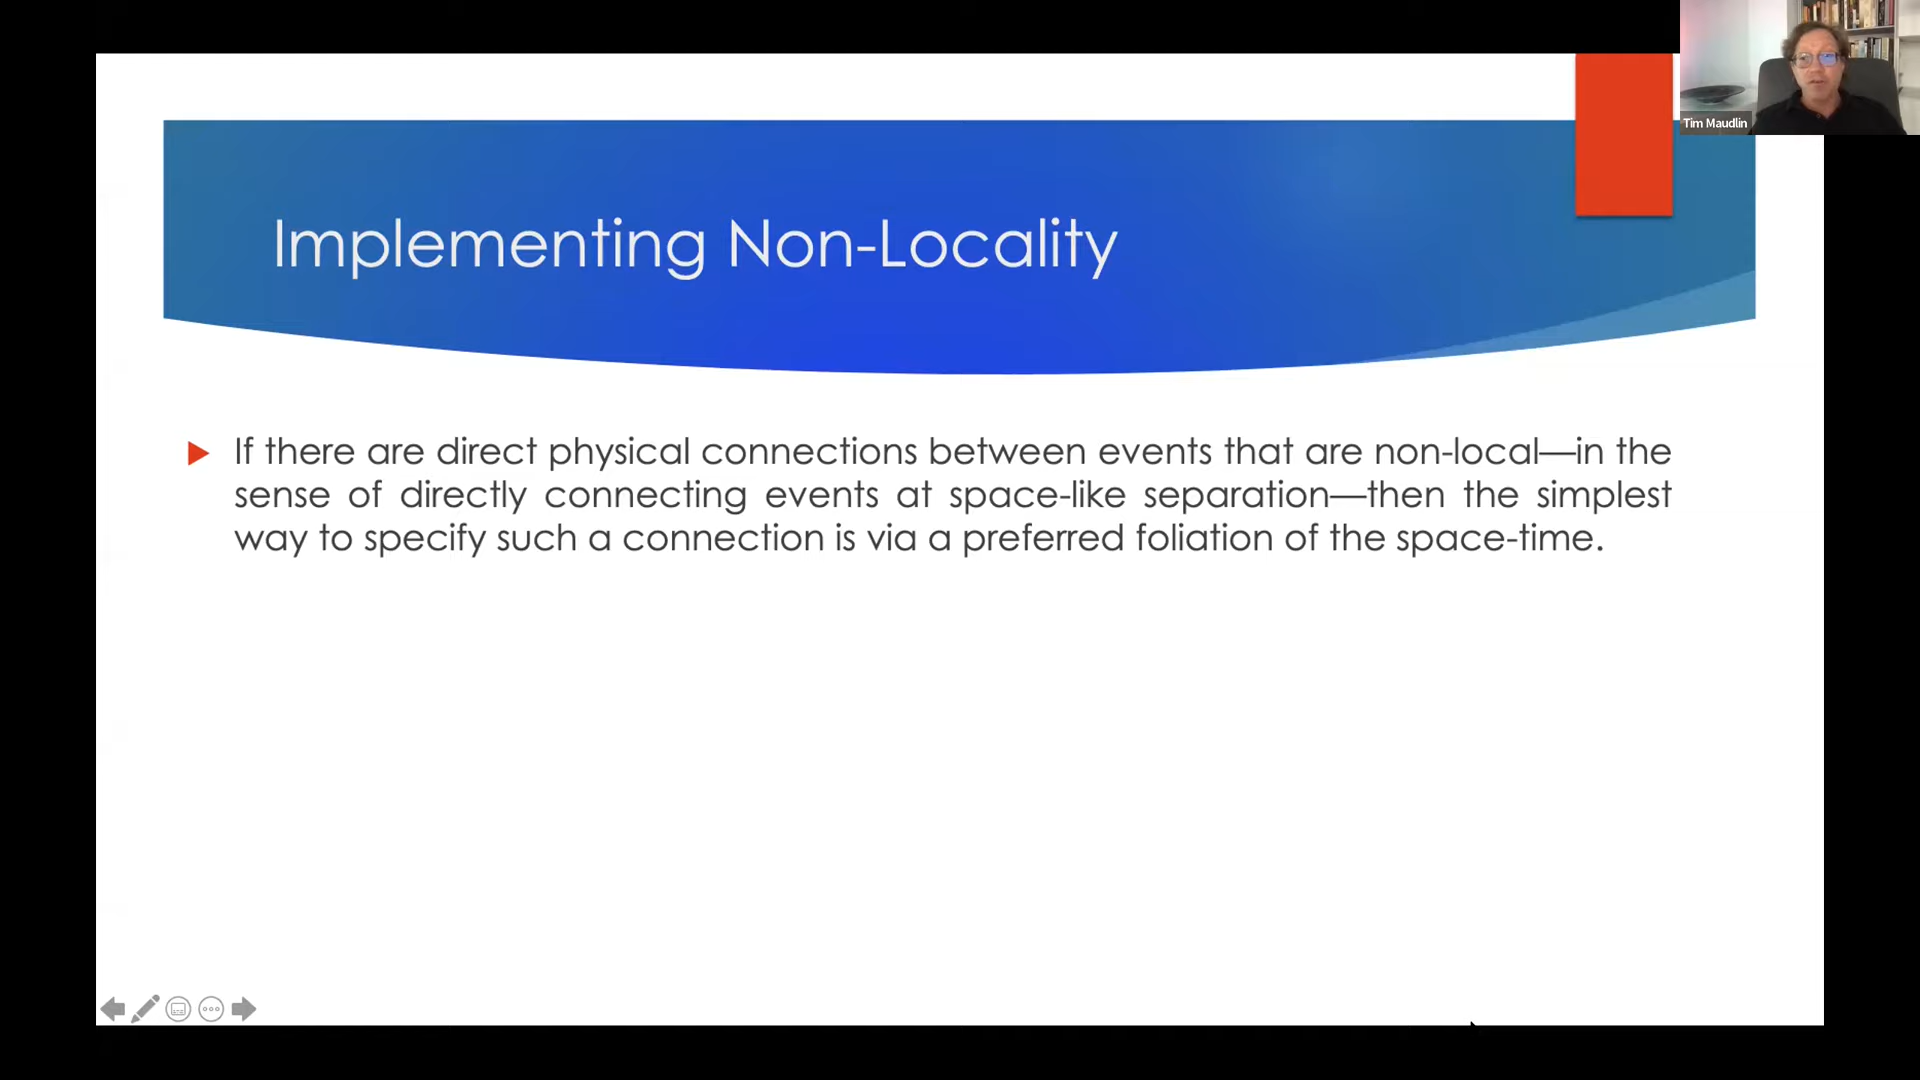 Tim Maudlin
Implementing Non-Locality
If there are direct physical connections between events that are non-local—in the
sense of directly connecting events at space-like separation—then the simplest
way to specify such a connection is via a preferred foliation of the space-time.